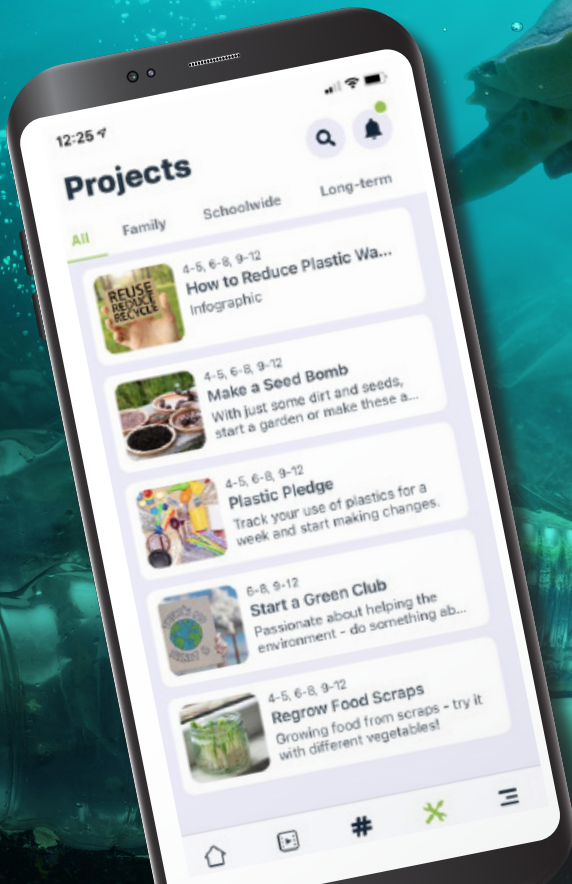 12:25
Projects
All
Family
Schoolwide
Long-term
REUSE
REDUCE
RECYCLE
4-5, 6-8, 9-12
How to Reduce Plastic Wa...
Infographic
4-5, 6-8, 9-12
Make a Seed Bomb
With just some dirt and seeds,
start a garden or make these a...
4-5, 6-8, 9-12
Plastic Pledge
Track your use of plastics for a
week and start making changes.
6-8, 9-12
Start a Green Club
Passionate about helping the
environment - do something ab...
4-5, 6-8, 9-12
Regrow Food Scraps
Growing food from scraps - try it
with different vegetables!
#